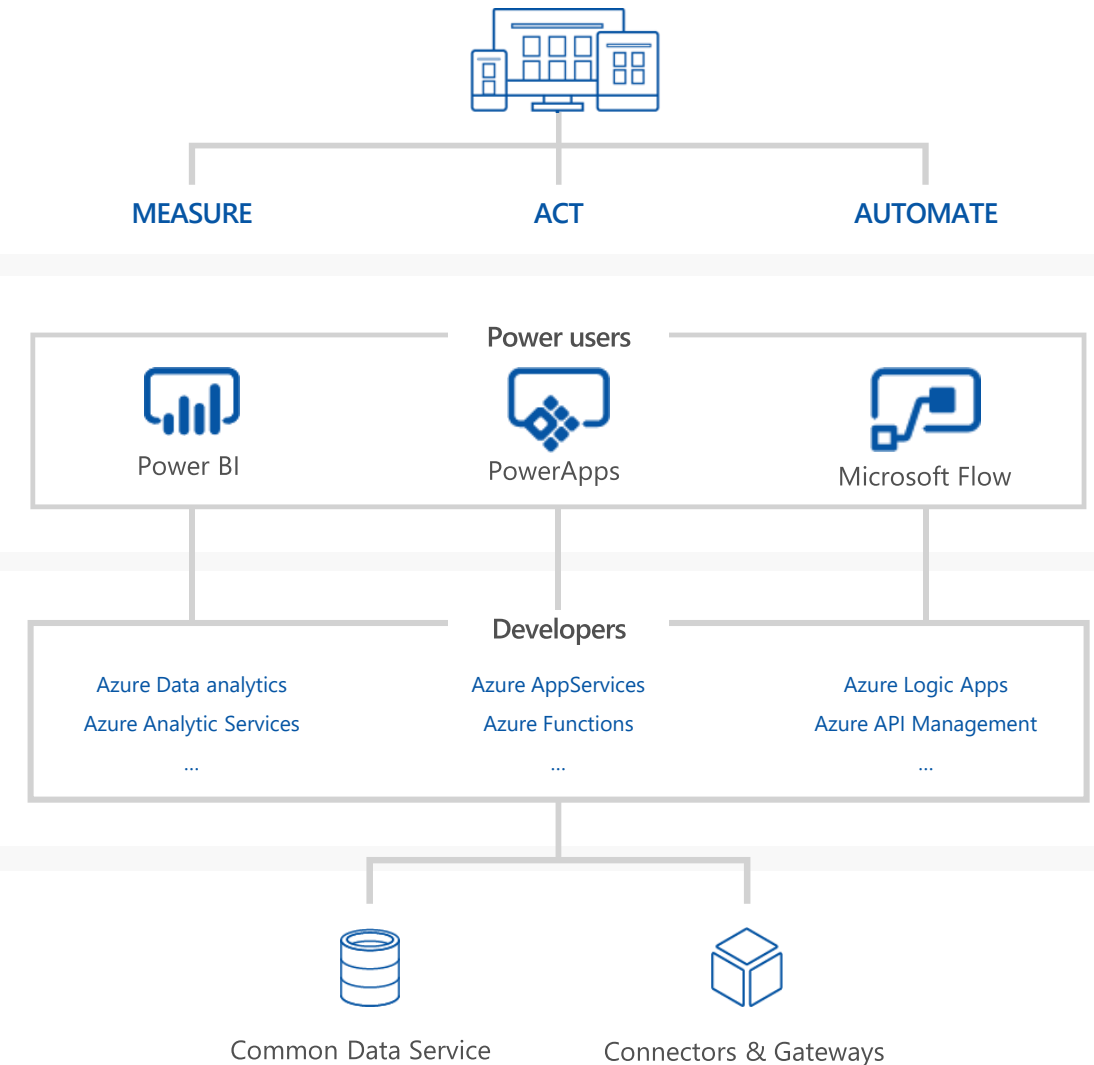 MEASURE
ACT
AUTOMATE
Power users
Power BI
PowerApps
Microsoft Flow
Developers
Azure Data analytics
Azure AppServices
Azure Logic Apps
Azure Analytic Services
Azure Functions
Azure API Management
...
...
...
Common Data Service
Connectors & Gateways